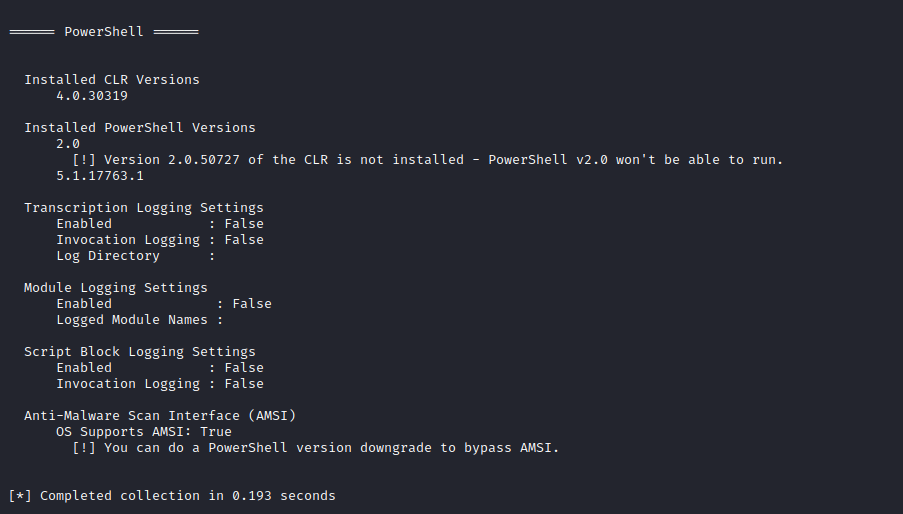 ====== PowerShell ======
Installed CLR Versions
4.0.30319
Installed PowerShell Versions
2.0
[!] Version 2.0.50727 of the CLR is not installed - PowerShell v2.0 won't be able to run.
5.1.17763.1
Transcription Logging Settings
Enabled : False
Invocation Logging : False
Log Directory :
Module Logging Settings
Enabled : False
Logged Module Names :
Script Block Logging Settings
Enabled : False
Invocation Logging : False
Anti-Malware Scan Interface (AMSI)
OS Supports AMSI: True
[!] You can do a PowerShell version downgrade to bypass AMSI.
[*] Completed collection in 0.193 seconds